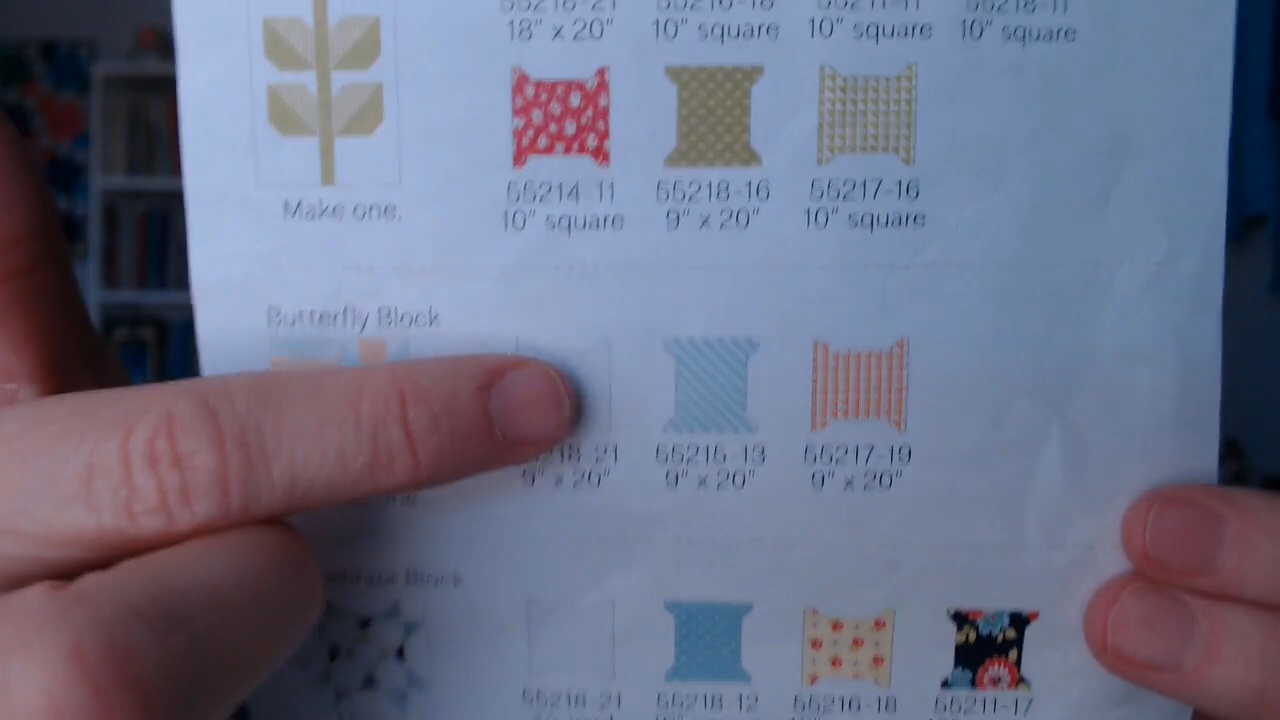 18" x 20" 10" square 10" square 10" square
55214-11 55218-16 55217-16
10" square 9" x 20" 10" square
Make one.
Butterfly Block
55215-13 55217-19
9" x 20" 9" x 20" 9" x 20"
Block
55218-21 55218-12 55216-18 55211-17